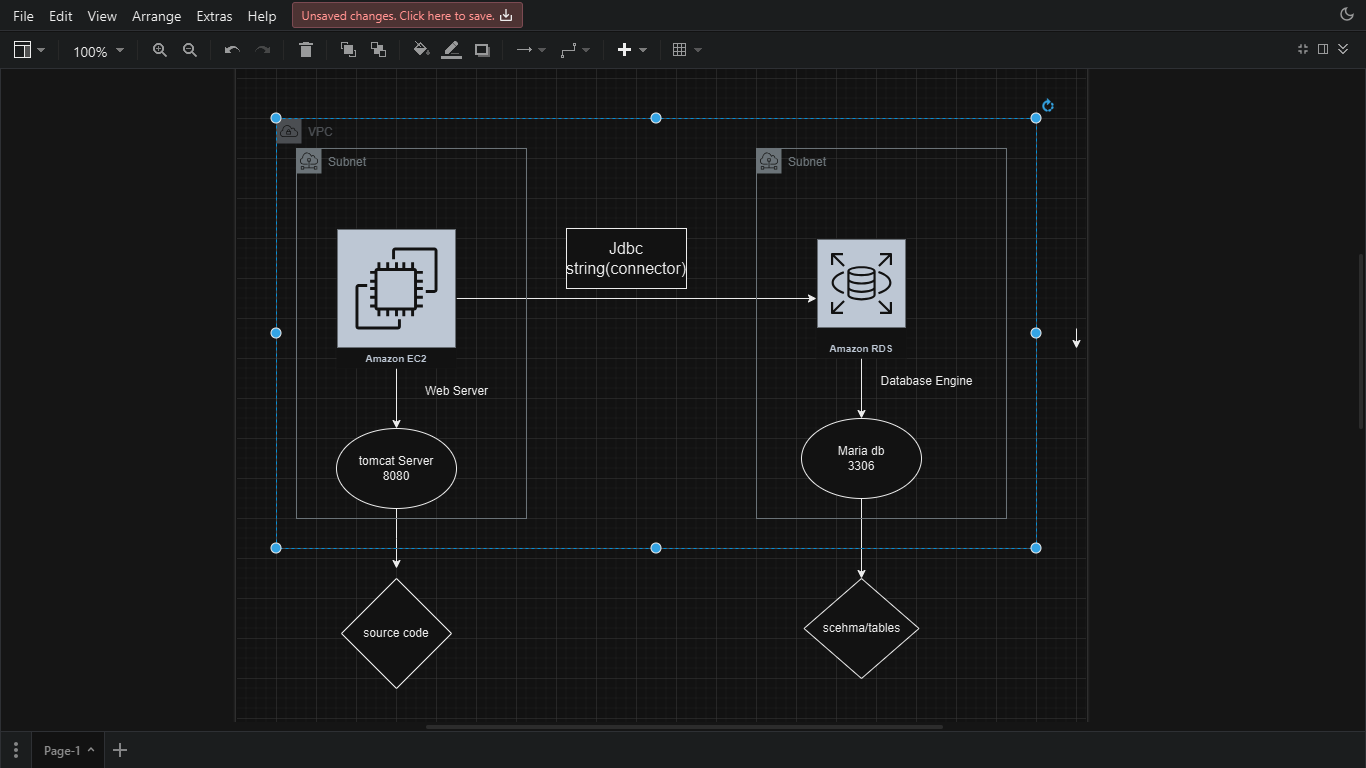 File Edit View Arrange Extras Help Unsaved changes. Click here to save.
100%
VPC
Subnet
Subnet
Jdbc
string(connector)
Amazon EC2
Amazon RDS
Web Server
Database Engine
tomcat Server
8080
Maria db
3306
source code
scehma/tables
Page-1